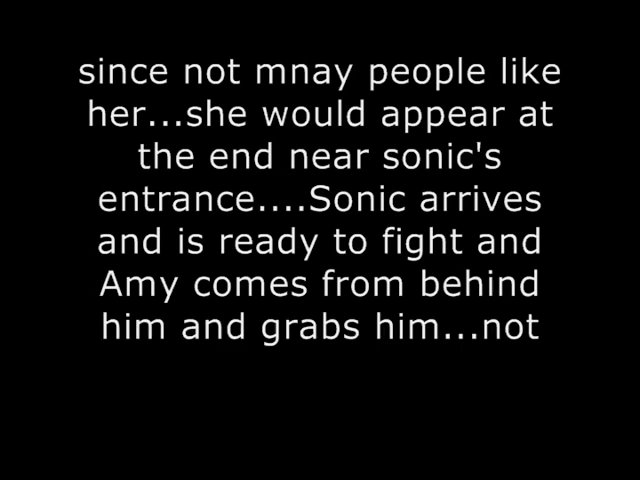 since not mnay people like
her...she would appear at
the end near sonic's
entrance....Sonic arrives
and is ready to fight and
Amy comes from behind
him and grabs him...not